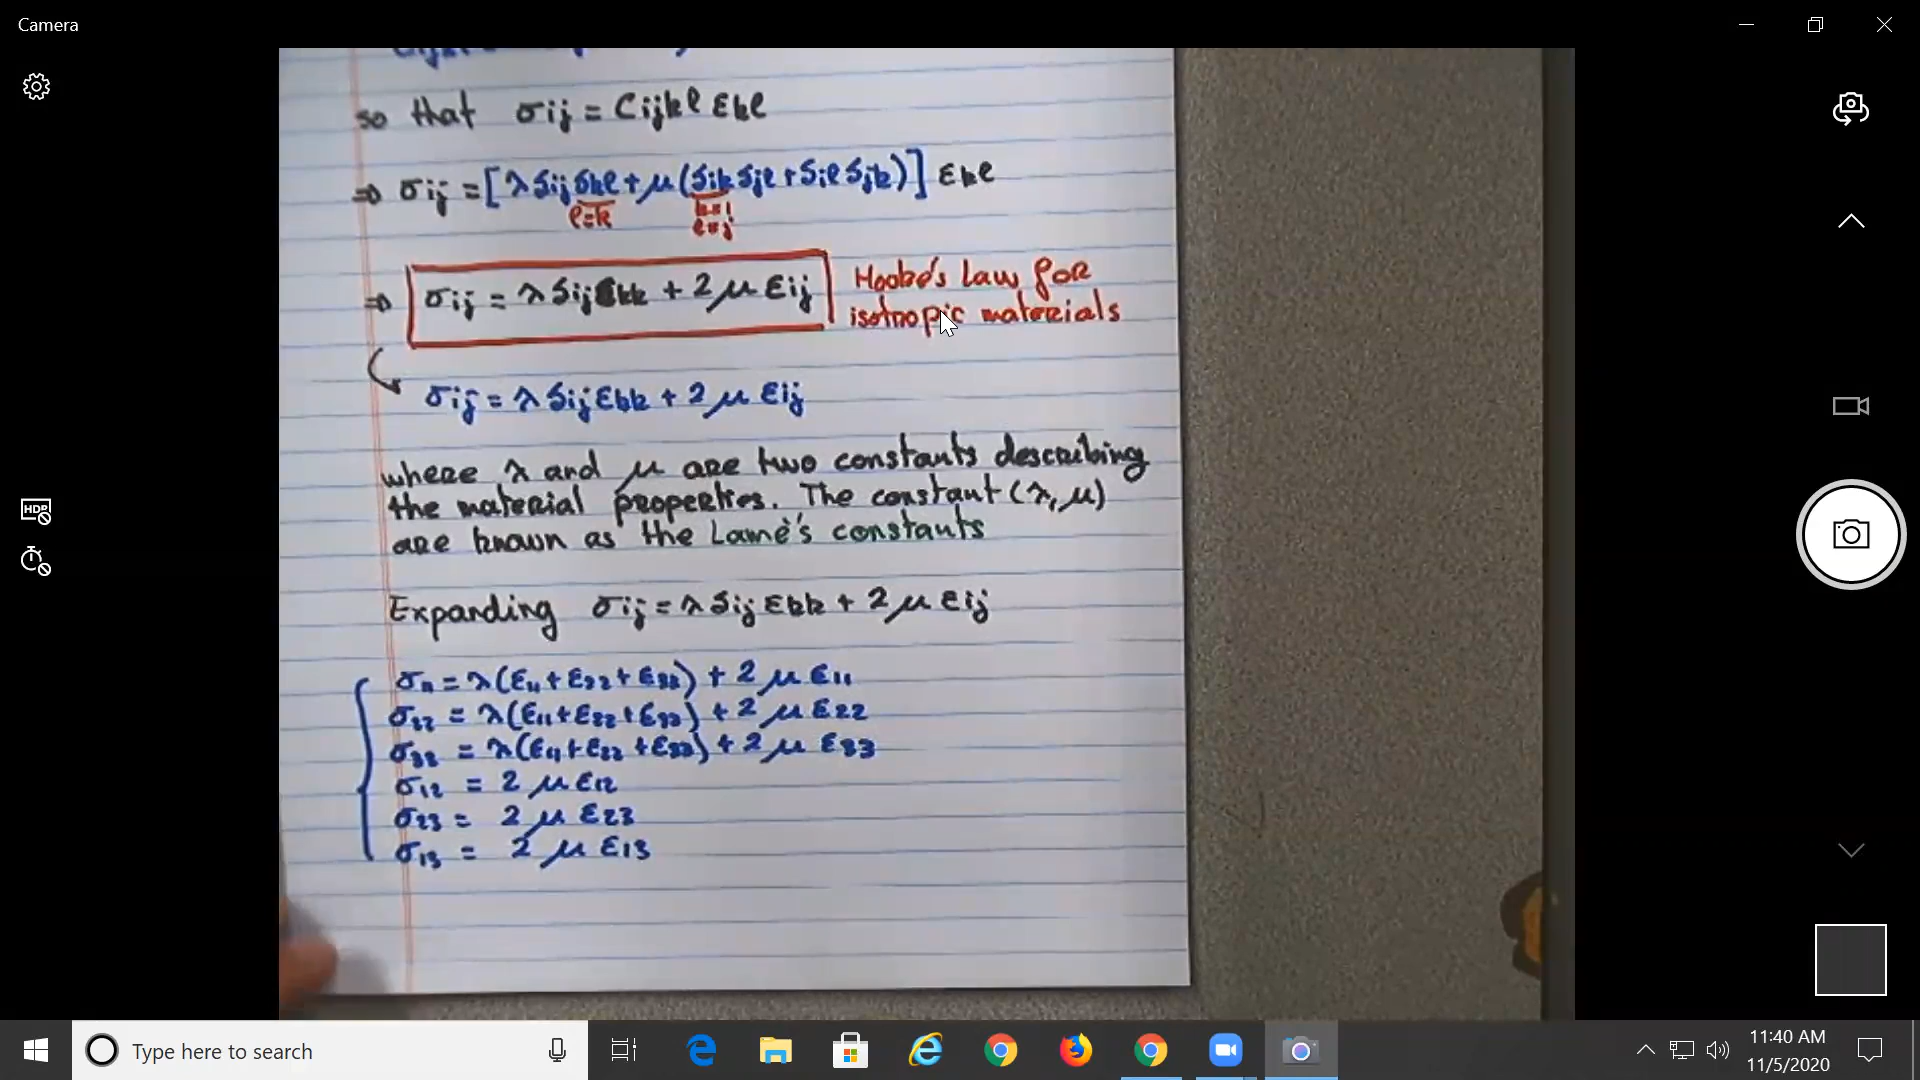 Camera
so that σij = Cijkl εkl
⇒ σij = [λ δij δkl + μ (δik δjl + δil δjk)] εkl
l=k k=i
l=j
⇒ σij = λ δij εkk + 2 μ εij Hooke's Law for
isotropic materials
σij = λ δij εkk + 2 μ εij
where λ and μ are two constants describing
the material properties. The constant (λ, μ)
are known as the Lamè's constants
Expanding σij = λ δij εkk + 2 μ εij
σ11 = λ(ε11 + ε22 + ε33) + 2 μ ε11
σ22 = λ(ε11 + ε22 + ε33) + 2 μ ε22
σ33 = λ(ε11 + ε22 + ε33) + 2 μ ε33
σ12 = 2 μ ε12
σ23 = 2 μ ε23
σ13 = 2 μ ε13
HDR
Type here to search
11:40 AM
11/5/2020